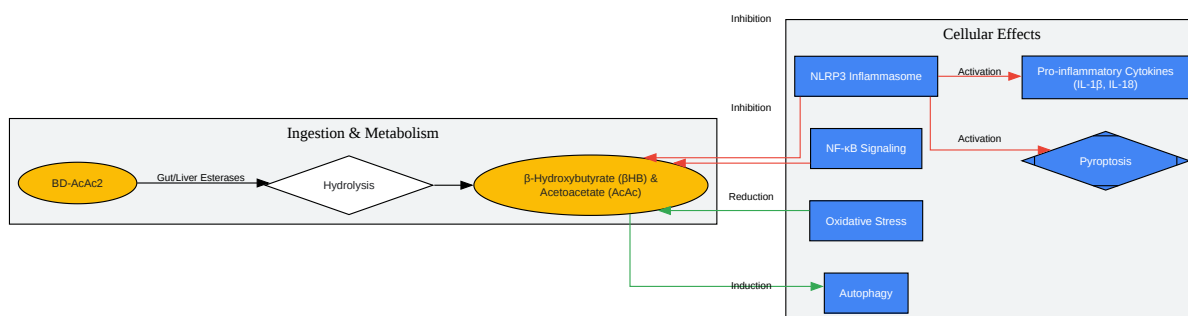 Inhibition
Cellular Effects
NLRP3 Inflammasome
Activation
Pro-inflammatory Cytokines
(IL-1β, IL-18)
Inhibition
Ingestion & Metabolism
NF-κB Signaling
Activation
Pyroptosis
BD-AcAc2
Gut/Liver Esterases
Hydrolysis
β-Hydroxybutyrate (βHB) &
Acetoacetate (AcAc)
Reduction
Oxidative Stress
Induction
Autophagy